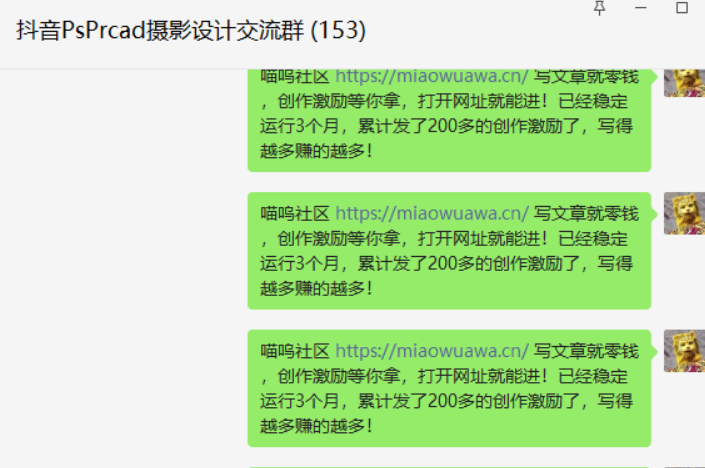 抖音PsPrcad摄影设计交流群 (153)
喵呜社区 https://miaowuawa.cn/ 写文章就零钱
，创作激励等你拿，打开网址就能进！已经稳定
运行3个月，累计发了200多的创作激励了，写得
越多赚的越多！
喵呜社区 https://miaowuawa.cn/ 写文章就零钱
，创作激励等你拿，打开网址就能进！已经稳定
运行3个月，累计发了200多的创作激励了，写得
越多赚的越多！
喵呜社区 https://miaowuawa.cn/ 写文章就零钱
，创作激励等你拿，打开网址就能进！已经稳定
运行3个月，累计发了200多的创作激励了，写得
越多赚的越多！